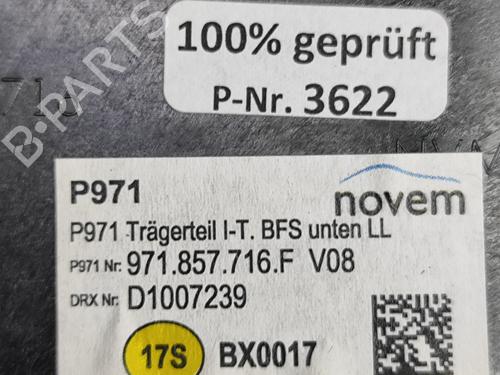 100% geprüft
P-Nr. 3622
716
B-PARTS
P971
novem
P971 Trägerteil I-T. BFS unten LL
P971 Nr: 971.857.716.F V08
DRX Nr: D1007239
17S BX0017